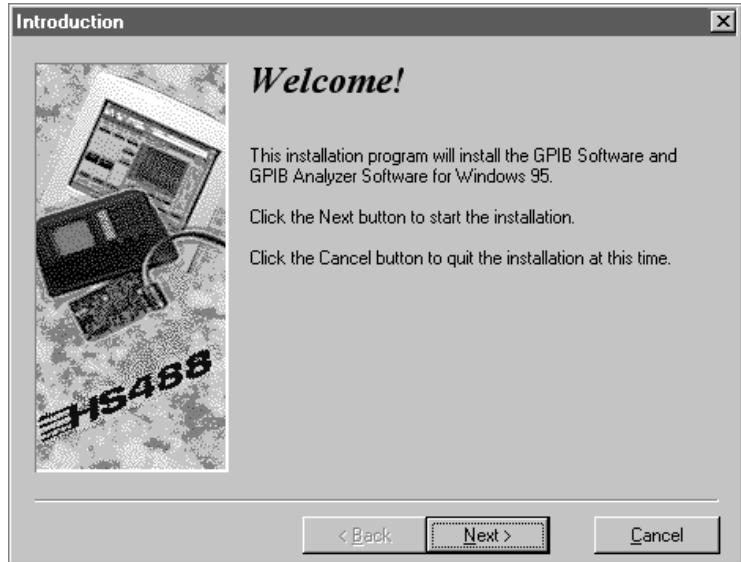 Introduction
Welcome!
This installation program will install the GPIB Software and
GPIB Analyzer Software for Windows 95.
Click the Next button to start the installation.
Click the Cancel button to quit the installation at this time.
HS488
< Back
Next >
Cancel